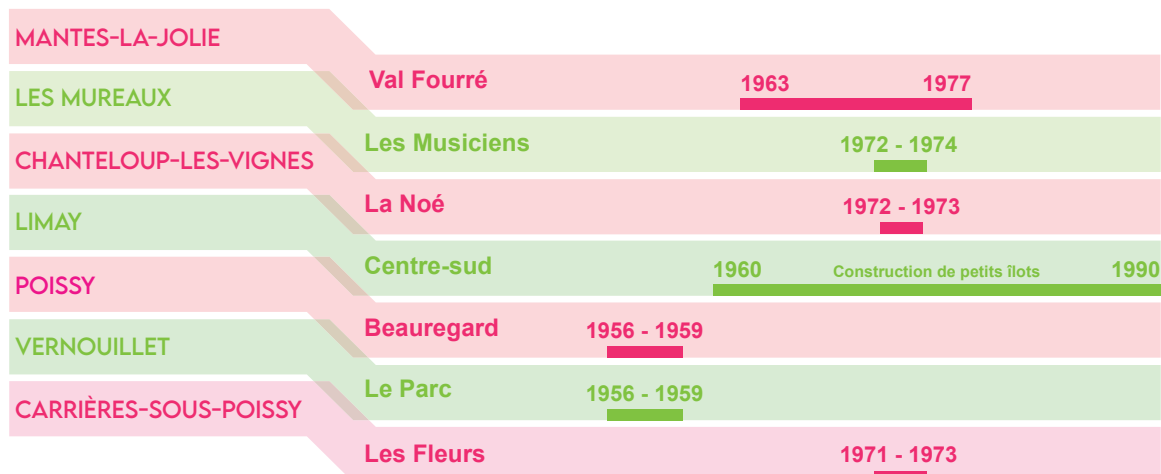 MANTES-LA-JOLIE
Val Fourré 1963 1977
LES MUREAUX
Les Musiciens 1972 - 1974
CHANTELOUP-LES-VIGNES
La Noé 1972 - 1973
LIMAY
Centre-sud 1960 Construction de petits îlots 1990
POISSY
Beauregard 1956 - 1959
VERNOUILLET
Le Parc 1956 - 1959
CARRIÈRES-SOUS-POISSY
Les Fleurs 1971 - 1973